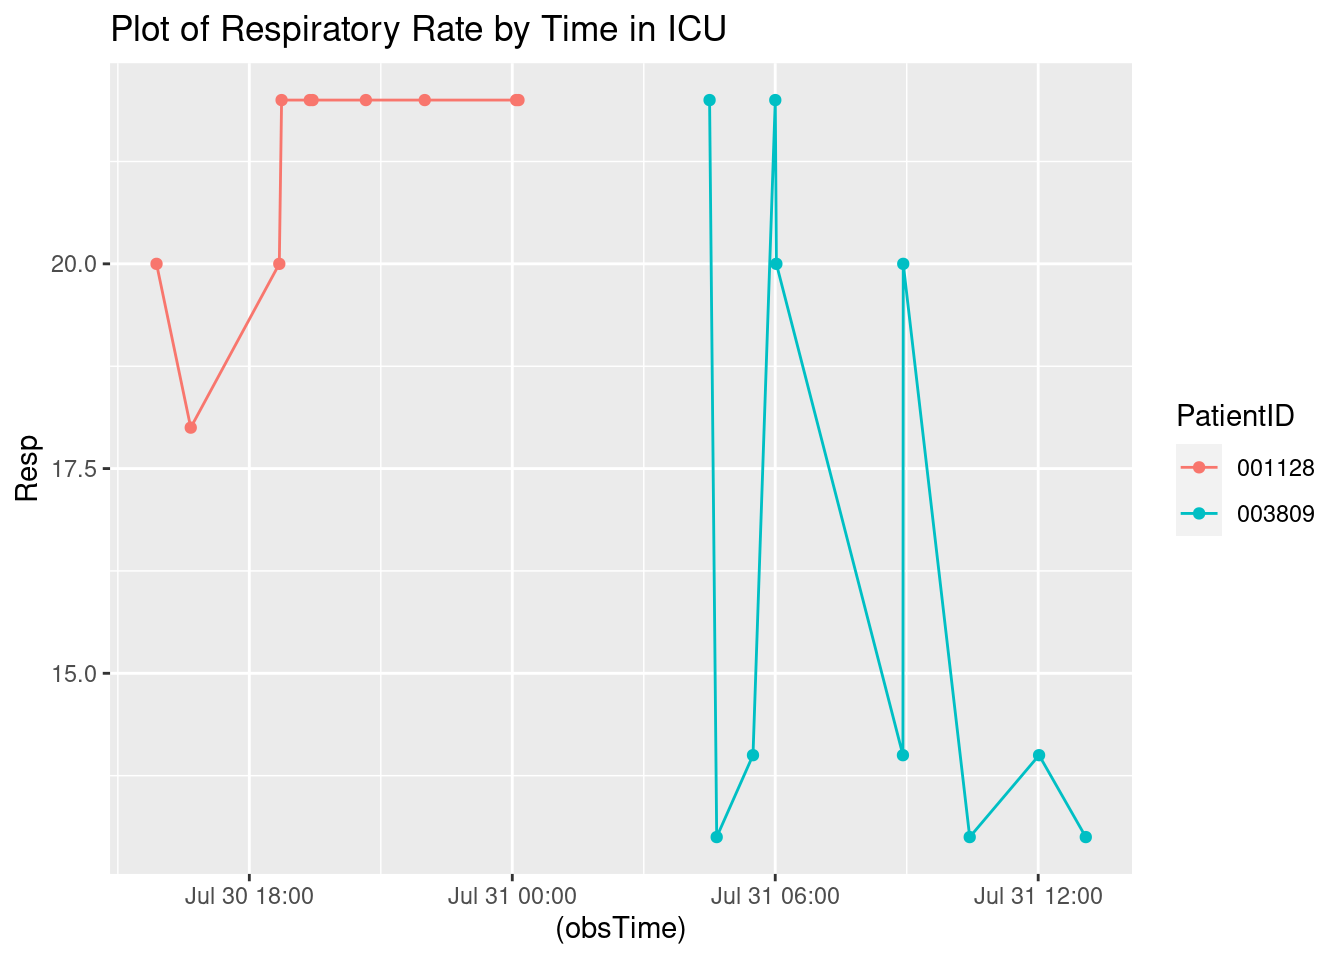 Plot of Respiratory Rate by Time in ICU
Resp
20.0
17.5
15.0
Jul 30 18:00
Jul 31 00:00
Jul 31 06:00
Jul 31 12:00
(obsTime)
PatientID
001128
003809